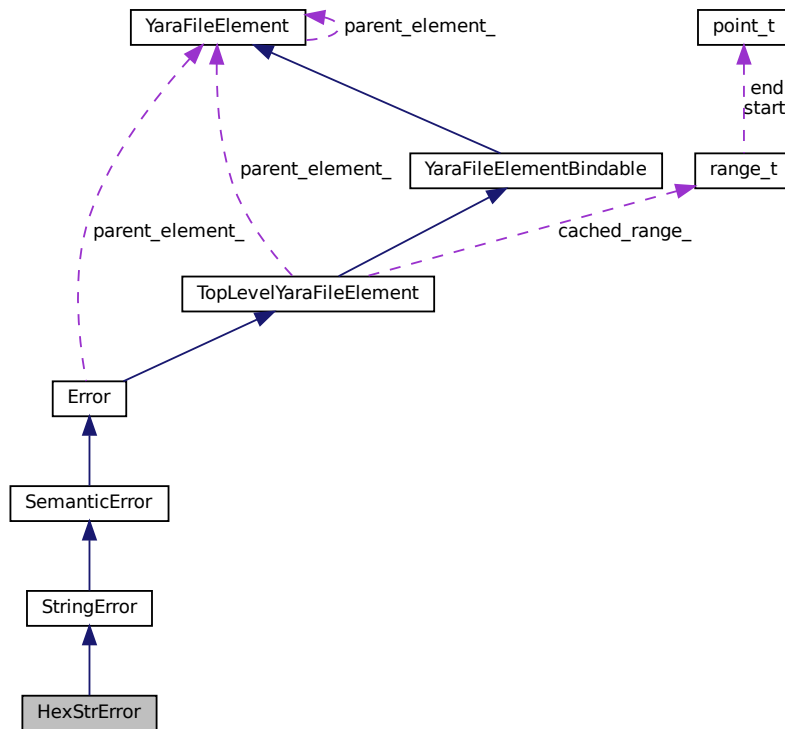 YaraFileElement
parent_element_
point_t
end
start
parent_element_
YaraFileElementBindable
range_t
parent_element_
cached_range_
TopLevelYaraFileElement
Error
SemanticError
StringError
HexStrError